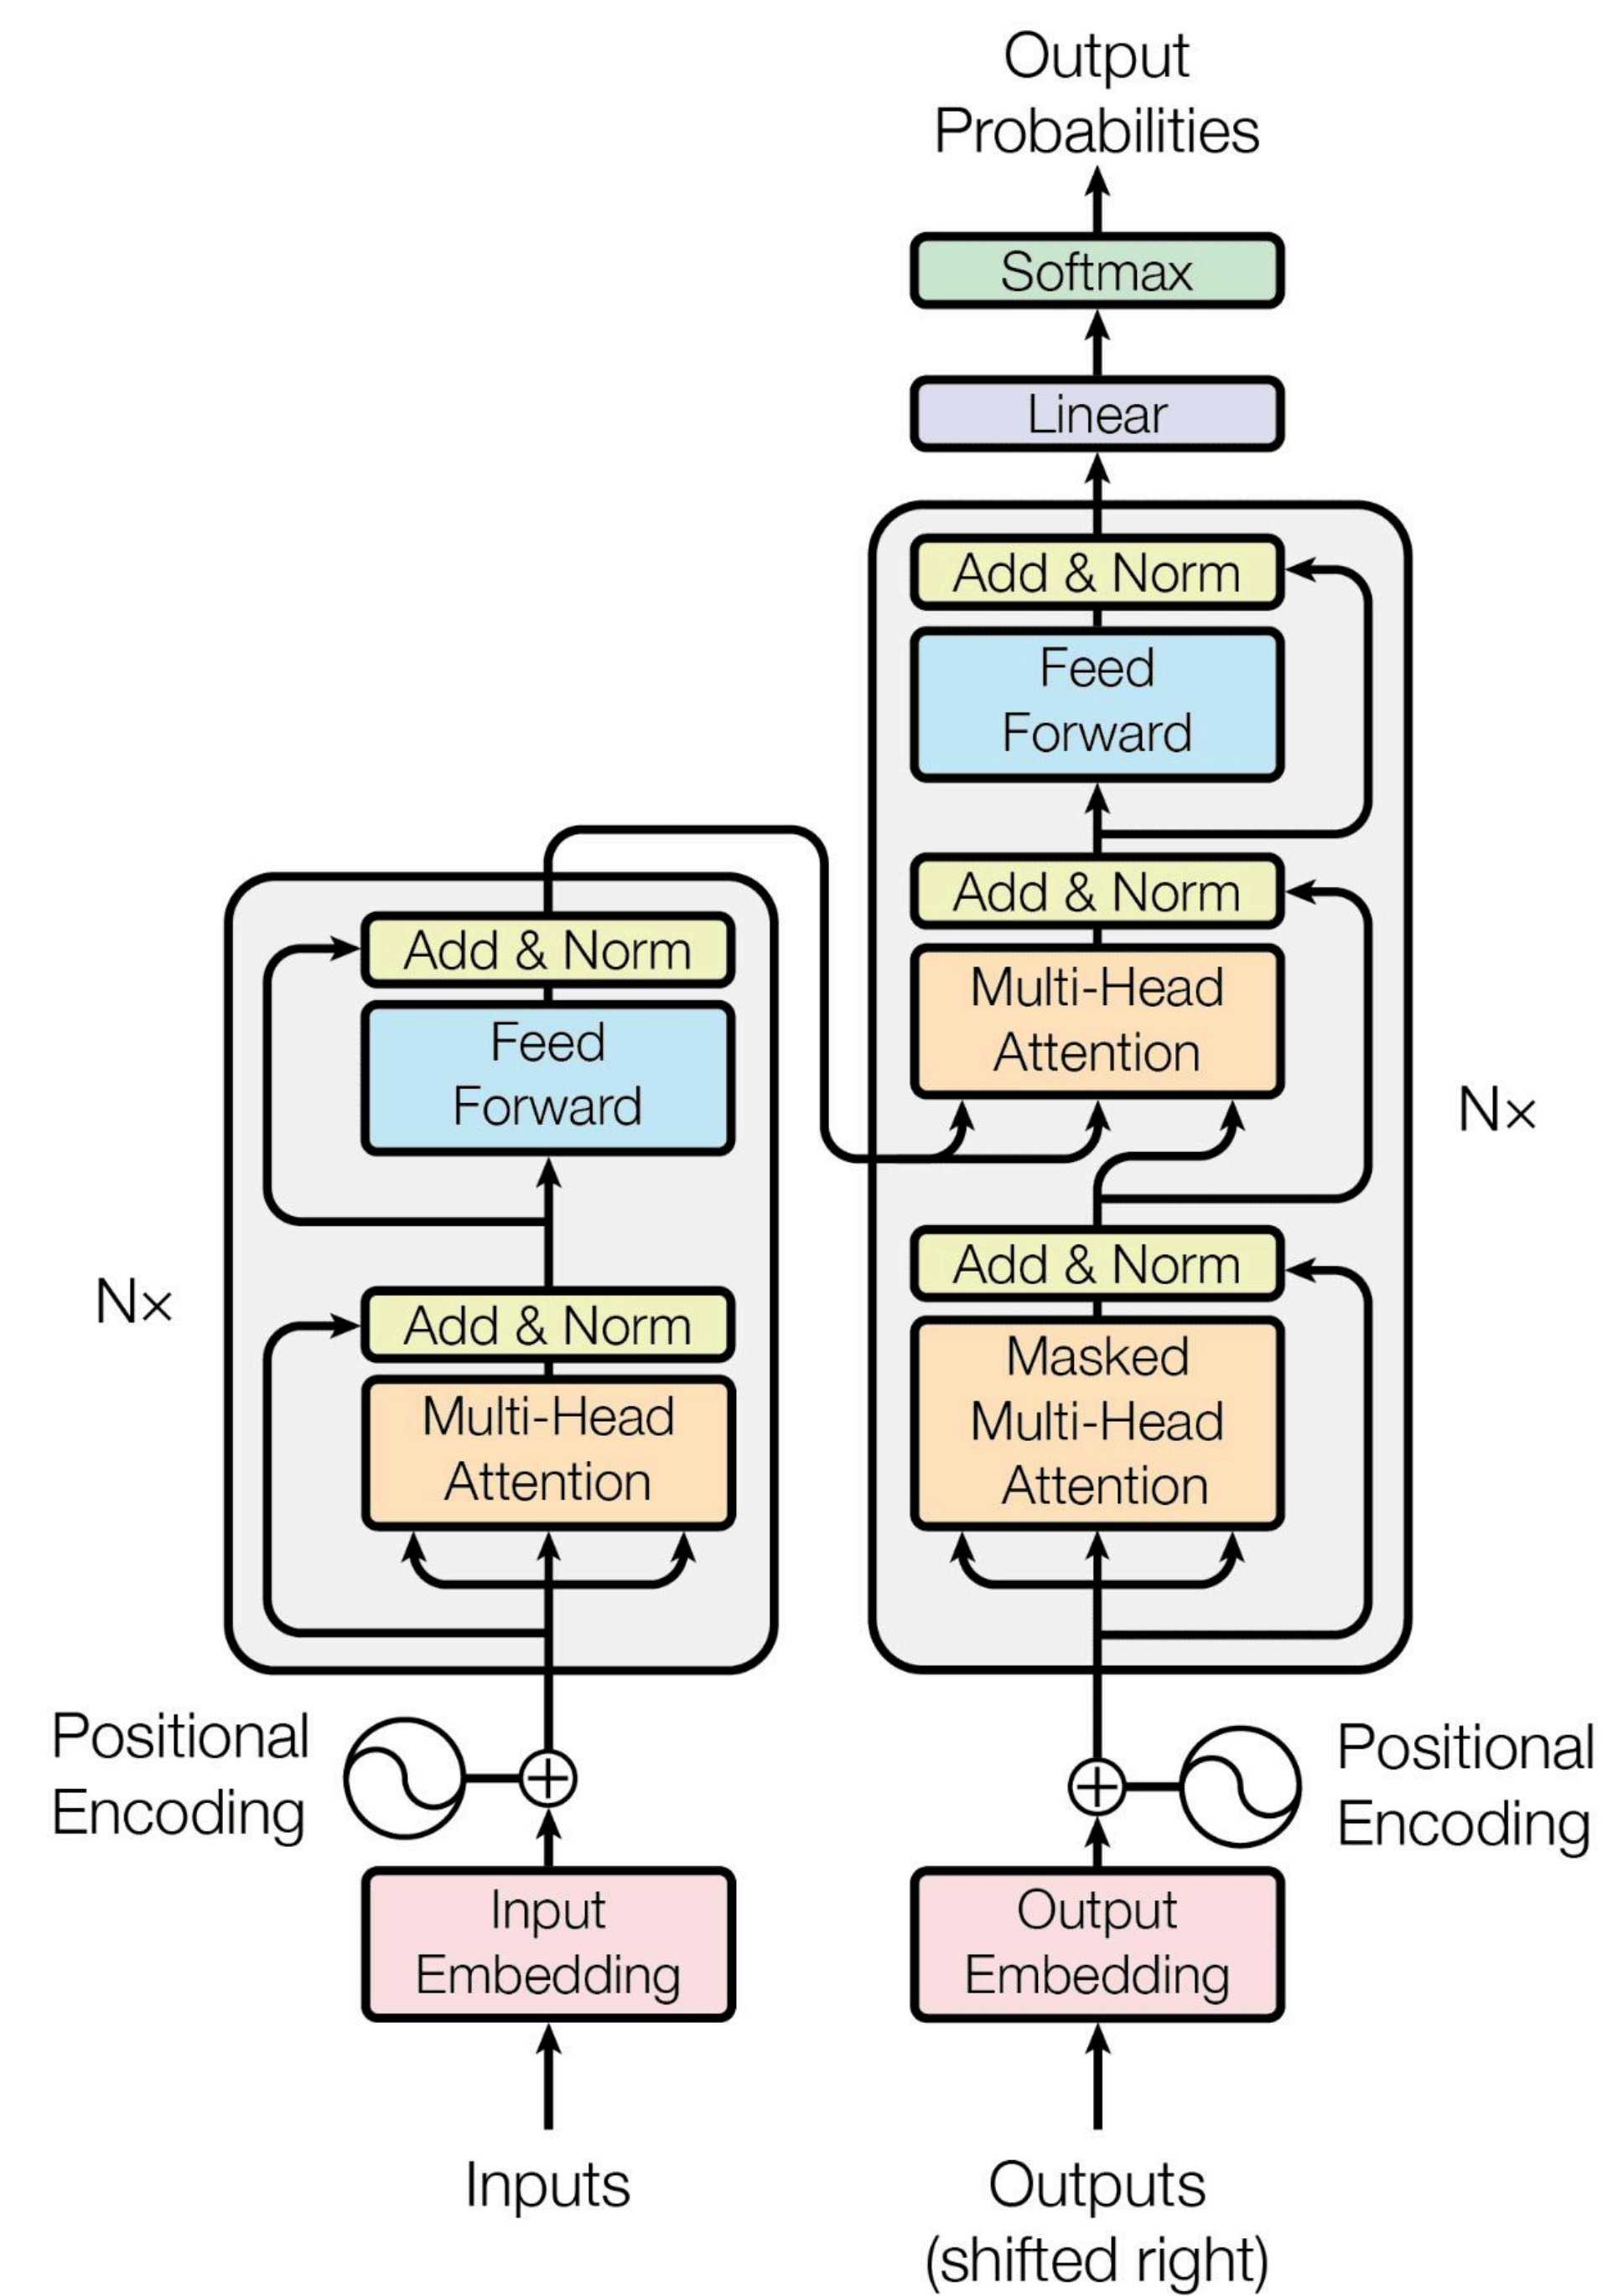 Output
Probabilities
Softmax
Linear
Add & Norm
Feed
Forward
Add & Norm
Multi-Head
Attention
Add & Norm
Masked
Multi-Head
Attention
N×
Positional
Encoding
Output
Embedding
Outputs
(shifted right)
Add & Norm
Feed
Forward
Add & Norm
Multi-Head
Attention
N×
Positional
Encoding
Input
Embedding
Inputs